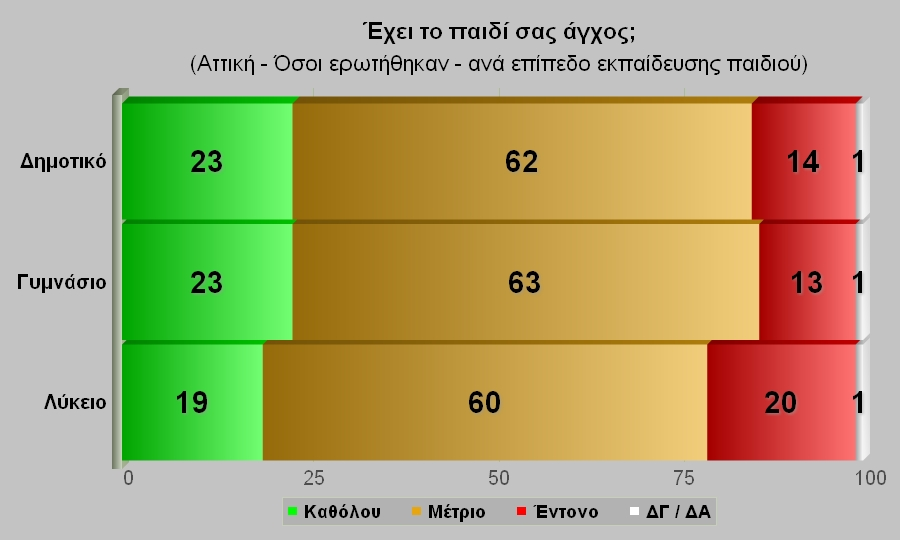 Έχει το παιδί σας άγχος;
(Αττική - Όσοι ερωτήθηκαν - ανά επίπεδο εκπαίδευσης παιδιού)
Δημοτικό 23 62 14 1
Γυμνάσιο 23 63 13 1
Λύκειο 19 60 20 1
0 25 50 75 100
Καθόλου Μέτριο Έντονο ΔΓ / ΔΑ